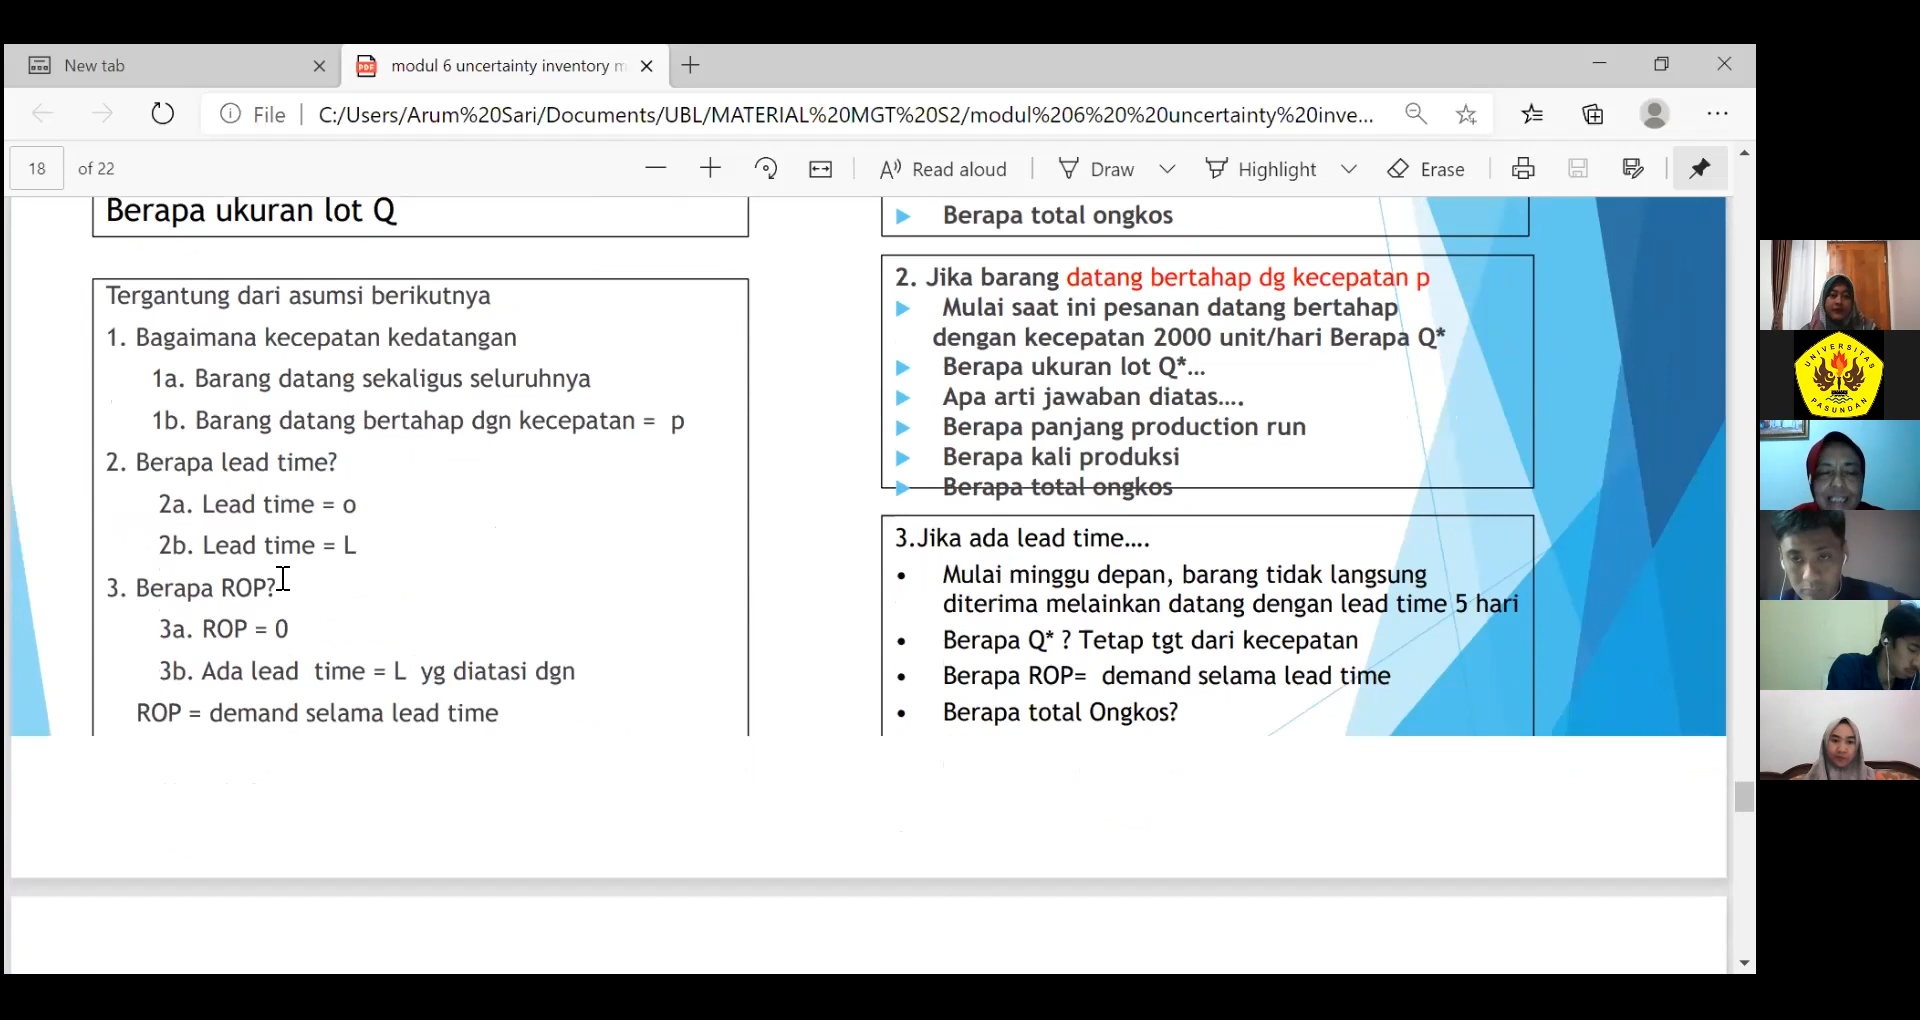 New tab
modul 6 uncertainty inventory m
File
C:/Users/Arum%20Sari/Documents/UBL/MATERIAL%20MGT%20S2/modul%206%20%20uncertainty%20inve...
18 of 22
Read aloud
Draw
Highlight
Erase
Berapa ukuran lot Q
Tergantung dari asumsi berikutnya
1. Bagaimana kecepatan kedatangan
1a. Barang datang sekaligus seluruhnya
1b. Barang datang bertahap dgn kecepatan = p
2. Berapa lead time?
2a. Lead time = o
2b. Lead time = L
3. Berapa ROP?
3a. ROP = 0
3b. Ada lead time = L yg diatasi dgn
ROP = demand selama lead time
Berapa total ongkos
2. Jika barang datang bertahap dg kecepatan p
Mulai saat ini pesanan datang bertahap
dengan kecepatan 2000 unit/hari Berapa Q*
Berapa ukuran lot Q*...
Apa arti jawaban diatas....
Berapa panjang production run
Berapa kali produksi
Berapa total ongkos
3.Jika ada lead time....
• Mulai minggu depan, barang tidak langsung
diterima melainkan datang dengan lead time 5 hari
• Berapa Q* ? Tetap tgt dari kecepatan
• Berapa ROP= demand selama lead time
• Berapa total Ongkos?
UNIVERSITAS
PASUNDAN